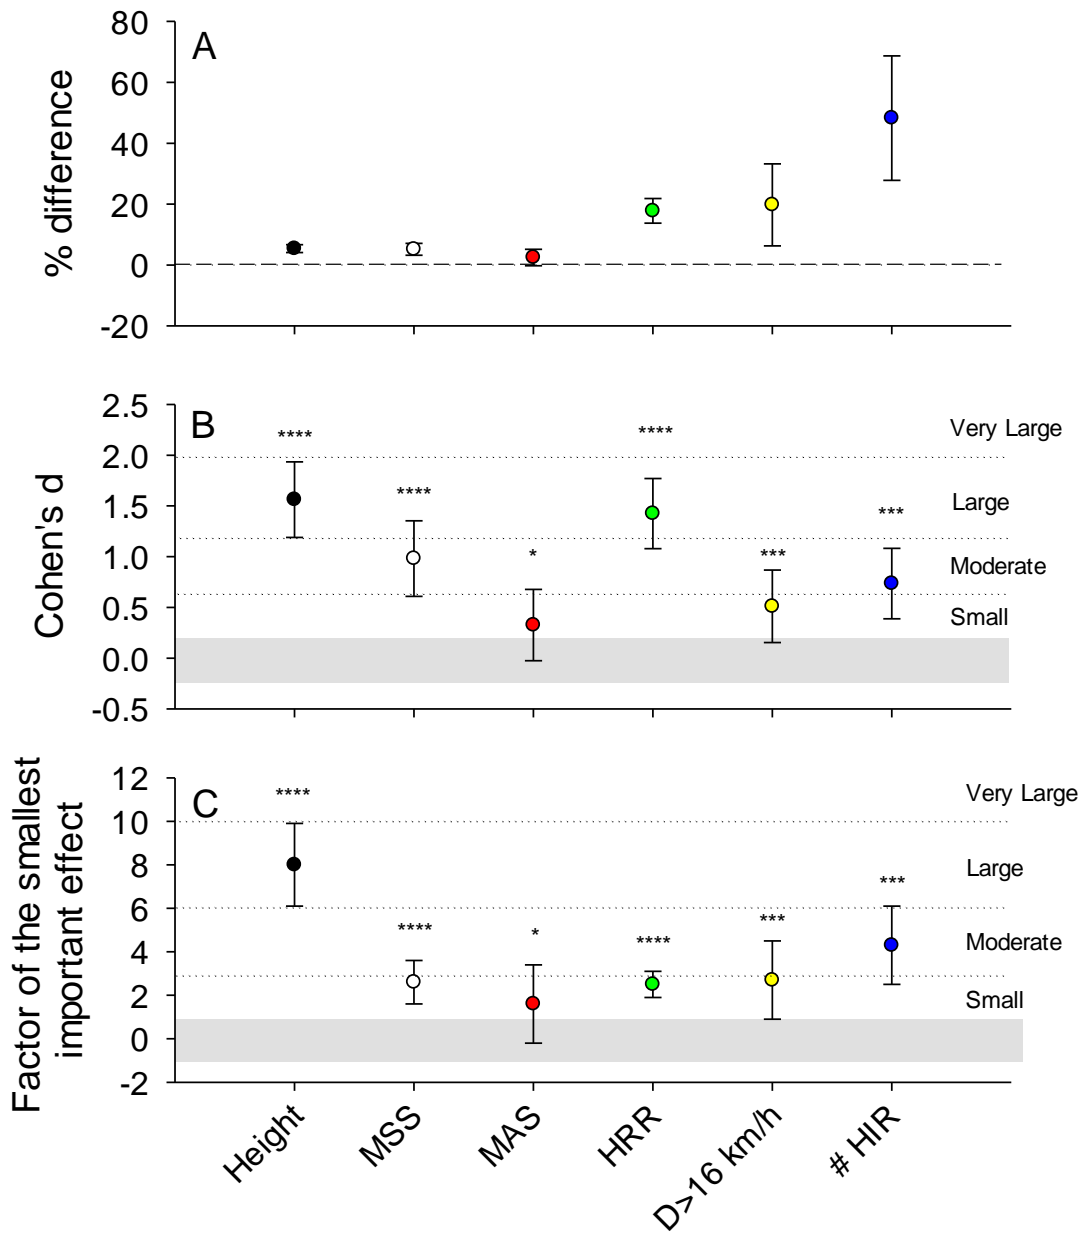 A
% difference
80
60
40
20
0
-20
B
Cohen's d
2.5
2.0
1.5
1.0
0.5
0.0
-0.5
****
****
*
****
***
***
Very Large
Large
Moderate
Small
C
Factor of the smallest
important effect
12
10
8
6
4
2
0
-2
****
****
*
****
***
***
Very Large
Large
Moderate
Small
Height
MSS
MAS
HRR
D>16 km/h
# HIR